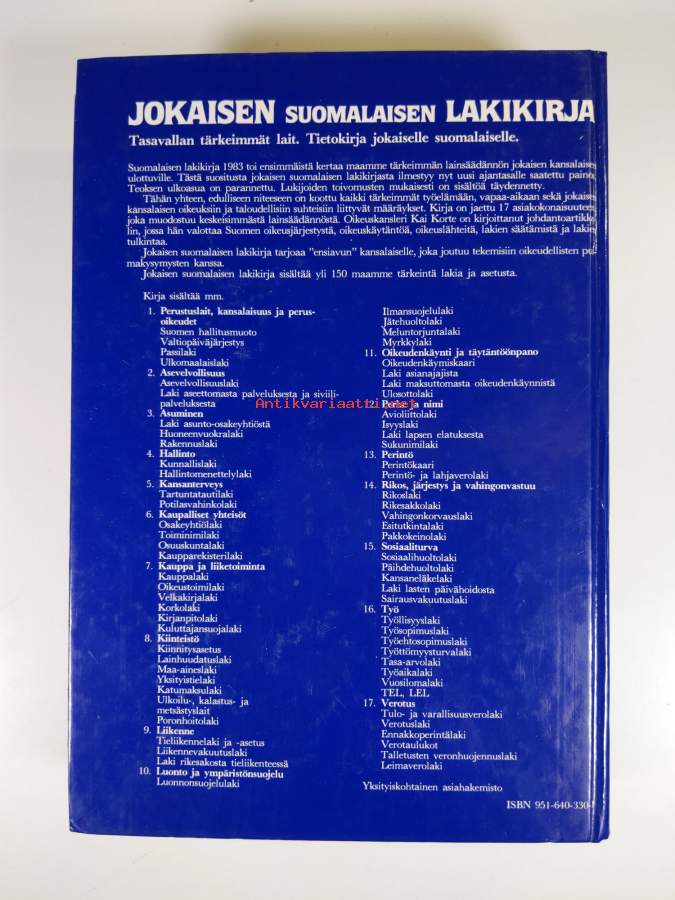 JOKAISEN SUOMALAISEN LAKIKIRJA
Tasavallan tärkeimmät lait. Tietokirja jokaiselle suomalaiselle.
Suomalaisen lakikirja 1983 toi ensimmäistä kertaa maamme tärkeimmän lainsäädännön jokaisen
ulottuville. Tästä suositusta jokaisen suomalaisen lakikirjasta ilmestyy nyt uusi ajantasalle saatettu
Teoksen ulkoasua on parannettu. Lukijoiden toivomusten mukaisesti on sisältöä täydennetty.
Tähän yhteen, edulliseen niteeseen on koottu kaikki tärkeimmät työelämään, vapaa-aikaan sekä
kansalaisen oikeuksiin ja taloudellisiin suhteisiin liittyvät määräykset. Kirja on jaettu 17
joka muodostuu keskeisimmästä lainsäädännöstä. Oikeuskansleri Kai Korte on kirjoittanut
lin, jossa hän valottaa Suomen oikeusjärjestystä, oikeuskäytäntöä, oikeuslähteitä, lakien säätämistä ja
tulkintaa.
Jokaisen suomalaisen lakikirja tarjoaa "ensiavun" kansalaiselle, joka joutuu tekemisiin oikeudellisten
makysymysten kanssa.
Jokaisen suomalaisen lakikirja sisältää yli 150 maamme tärkeintä lakia ja asetusta.
Kirja sisältää mm.
1. Perustuslait, kansalaisuus ja perus-
oikeudet
Suomen hallitusmuoto
Valtiopäiväjärjestys
Passilaki
Ulkomaalaislaki
2. Asevelvollisuus
Asevelvollisuuslaki
Laki aseettomasta palveluksesta ja siviili-
palveluksesta
3. Asuminen
Laki asunto-osakeyhtiöstä
Huoneenvuokralaki
Rakennuslaki
4. Hallinto
Kunnallislaki
Hallintomenettelylaki
5. Kansanterveys
Tartuntatautilaki
Potilasvahinkolaki
6. Kaupalliset yhteisöt
Osakeyhtiölaki
Toiminimilaki
Osuuskuntalaki
Kaupparekisterilaki
7. Kauppa ja liiketoiminta
Kauppalaki
Oikeustoimilaki
Velkakirjalaki
Korkolaki
Kirjanpitolaki
Kuluttajansuojalaki
8. Kiinteistö
Kiinnitysasetus
Lainhuudatuslaki
Maa-aineslaki
Yksityistielaki
Katumaksulaki
Ulkoilu-, kalastus- ja
metsästyslait
Poronhoitolaki
9. Liikenne
Tieliikennelaki ja -asetus
Liikennevakuutuslaki
Laki rikesakosta tieliikenteessä
10. Luonto ja ympäristönsuojelu
Luonnonsuojelulaki
Ilmansuojelulaki
Jätehuoltolaki
Meluntorjuntalaki
Myrkkylaki
11. Oikeudenkäynti ja täytäntöönpano
Oikeudenkäymiskaari
Laki asianajajista
Laki maksuttomasta oikeudenkäynnistä
Ulosottolaki
Antikvariaattiset
ja nimi
Avioliittolaki
Isyyslaki
Laki lapsen elatuksesta
Sukunimilaki
13. Perintö
Perintökaari
Perintö- ja lahjaverolaki
14. Rikos, järjestys ja vahingonvastuu
Rikoslaki
Rikesakkolaki
Vahingonkorvauslaki
Esitutkintalaki
Pakkokeinolaki
15. Sosiaaliturva
Sosiaalihuoltolaki
Päihdehuoltolaki
Kansaneläkelaki
Laki lasten päivähoidosta
Sairausvakuutuslaki
16. Työ
Työllisyyslaki
Työsopimuslaki
Työehtosopimuslaki
Työttömyysturvalaki
Tasa-arvolaki
Työaikalaki
Vuosilomalaki
TEL, LEL
17. Verotus
Tulo- ja varallisuusverolaki
Verotuslaki
Ennakkoperintälaki
Verotaulukot
Talletusten veronhuojennuslaki
Leimaverolaki
Yksityiskohtainen asiahakemisto
ISBN 951-640-330-